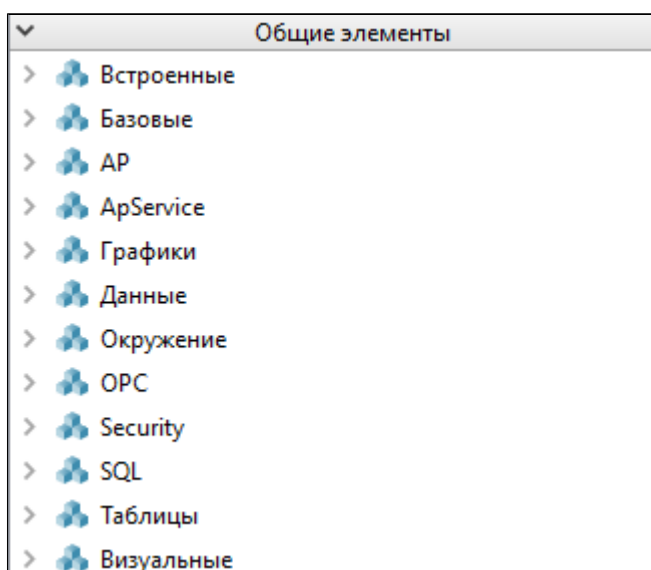 Общие элементы
Встроенные
Базовые
AP
ApService
Графики
Данные
Окружение
OPC
Security
SQL
Таблицы
Визуальные